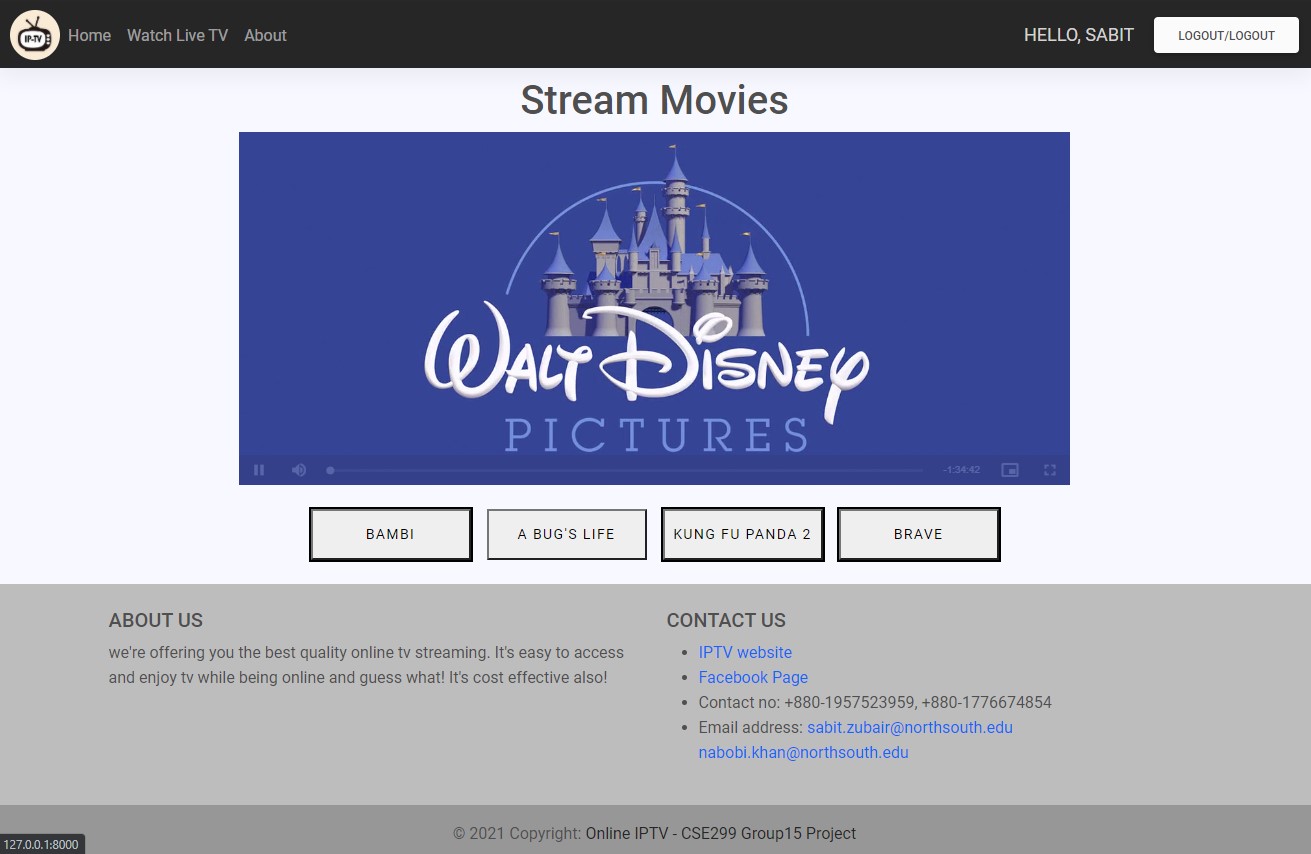 IP-TV
Home Watch Live TV About
HELLO, SABIT
LOGOUT/LOGOUT
Stream Movies
WALT DISNEY
PICTURES
-1:34:42
BAMBI
A BUG'S LIFE
KUNG FU PANDA 2
BRAVE
ABOUT US
we're offering you the best quality online tv streaming. It's easy to access
and enjoy tv while being online and guess what! It's cost effective also!
CONTACT US
IPTV website
Facebook Page
Contact no: +880-1957523959, +880-1776674854
Email address: sabit.zubair@northsouth.edu
nabobi.khan@northsouth.edu
© 2021 Copyright: Online IPTV - CSE299 Group15 Project
127.0.0.1:8000